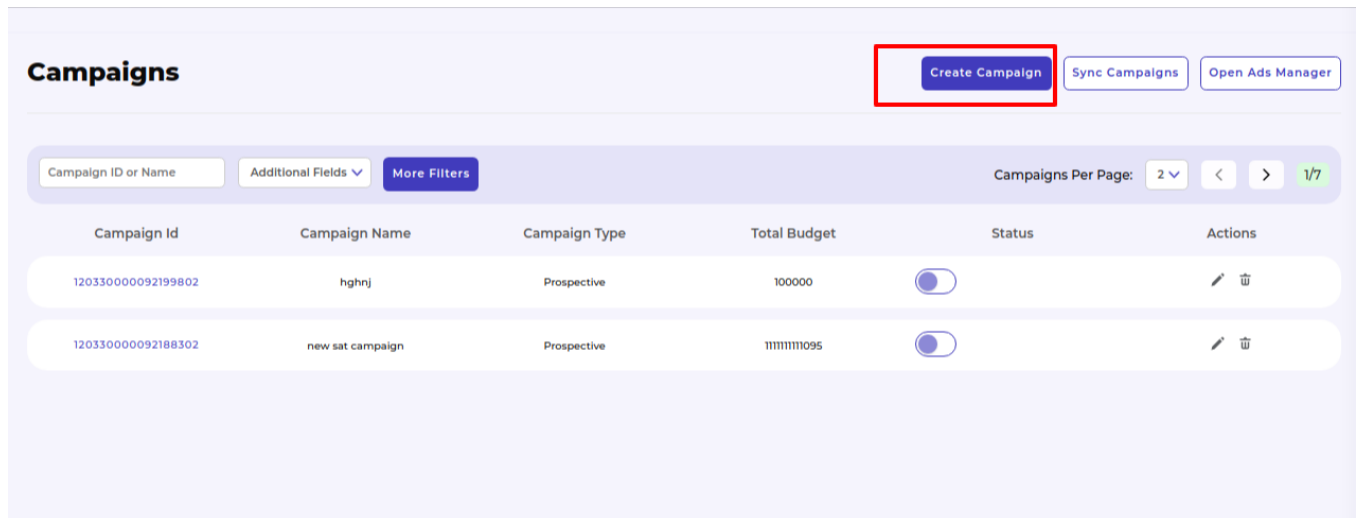 Campaigns
Create Campaign Sync Campaigns Open Ads Manager
Campaign ID or Name Additional Fields More Filters Campaigns Per Page: 2 1/7
Campaign Id Campaign Name Campaign Type Total Budget Status Actions
120330000092199802 hghnj Prospective 100000
120330000092188302 new sat campaign Prospective 1111111111095